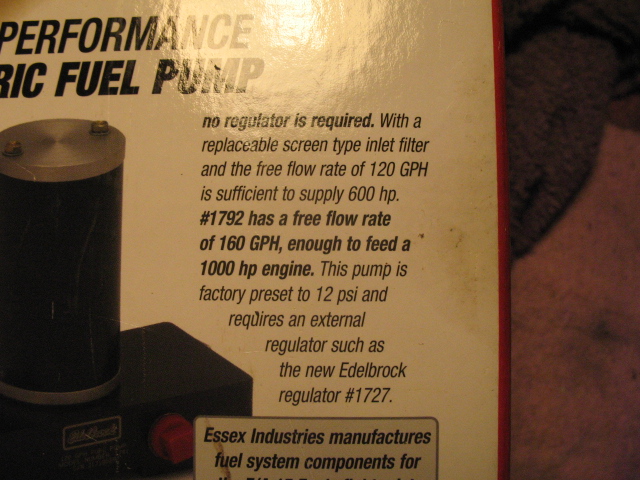 PERFORMANCE
RIC FUEL PUMP
no regulator is required. With a
replaceable screen type inlet filter
and the free flow rate of 120 GPH
is sufficient to supply 600 hp.
#1792 has a free flow rate
of 160 GPH, enough to feed a
1000 hp engine. This pump is
factory preset to 12 psi and
requires an external
regulator such as
the new Edelbrock
regulator #1727.
Essex Industries manufactures
fuel system components for